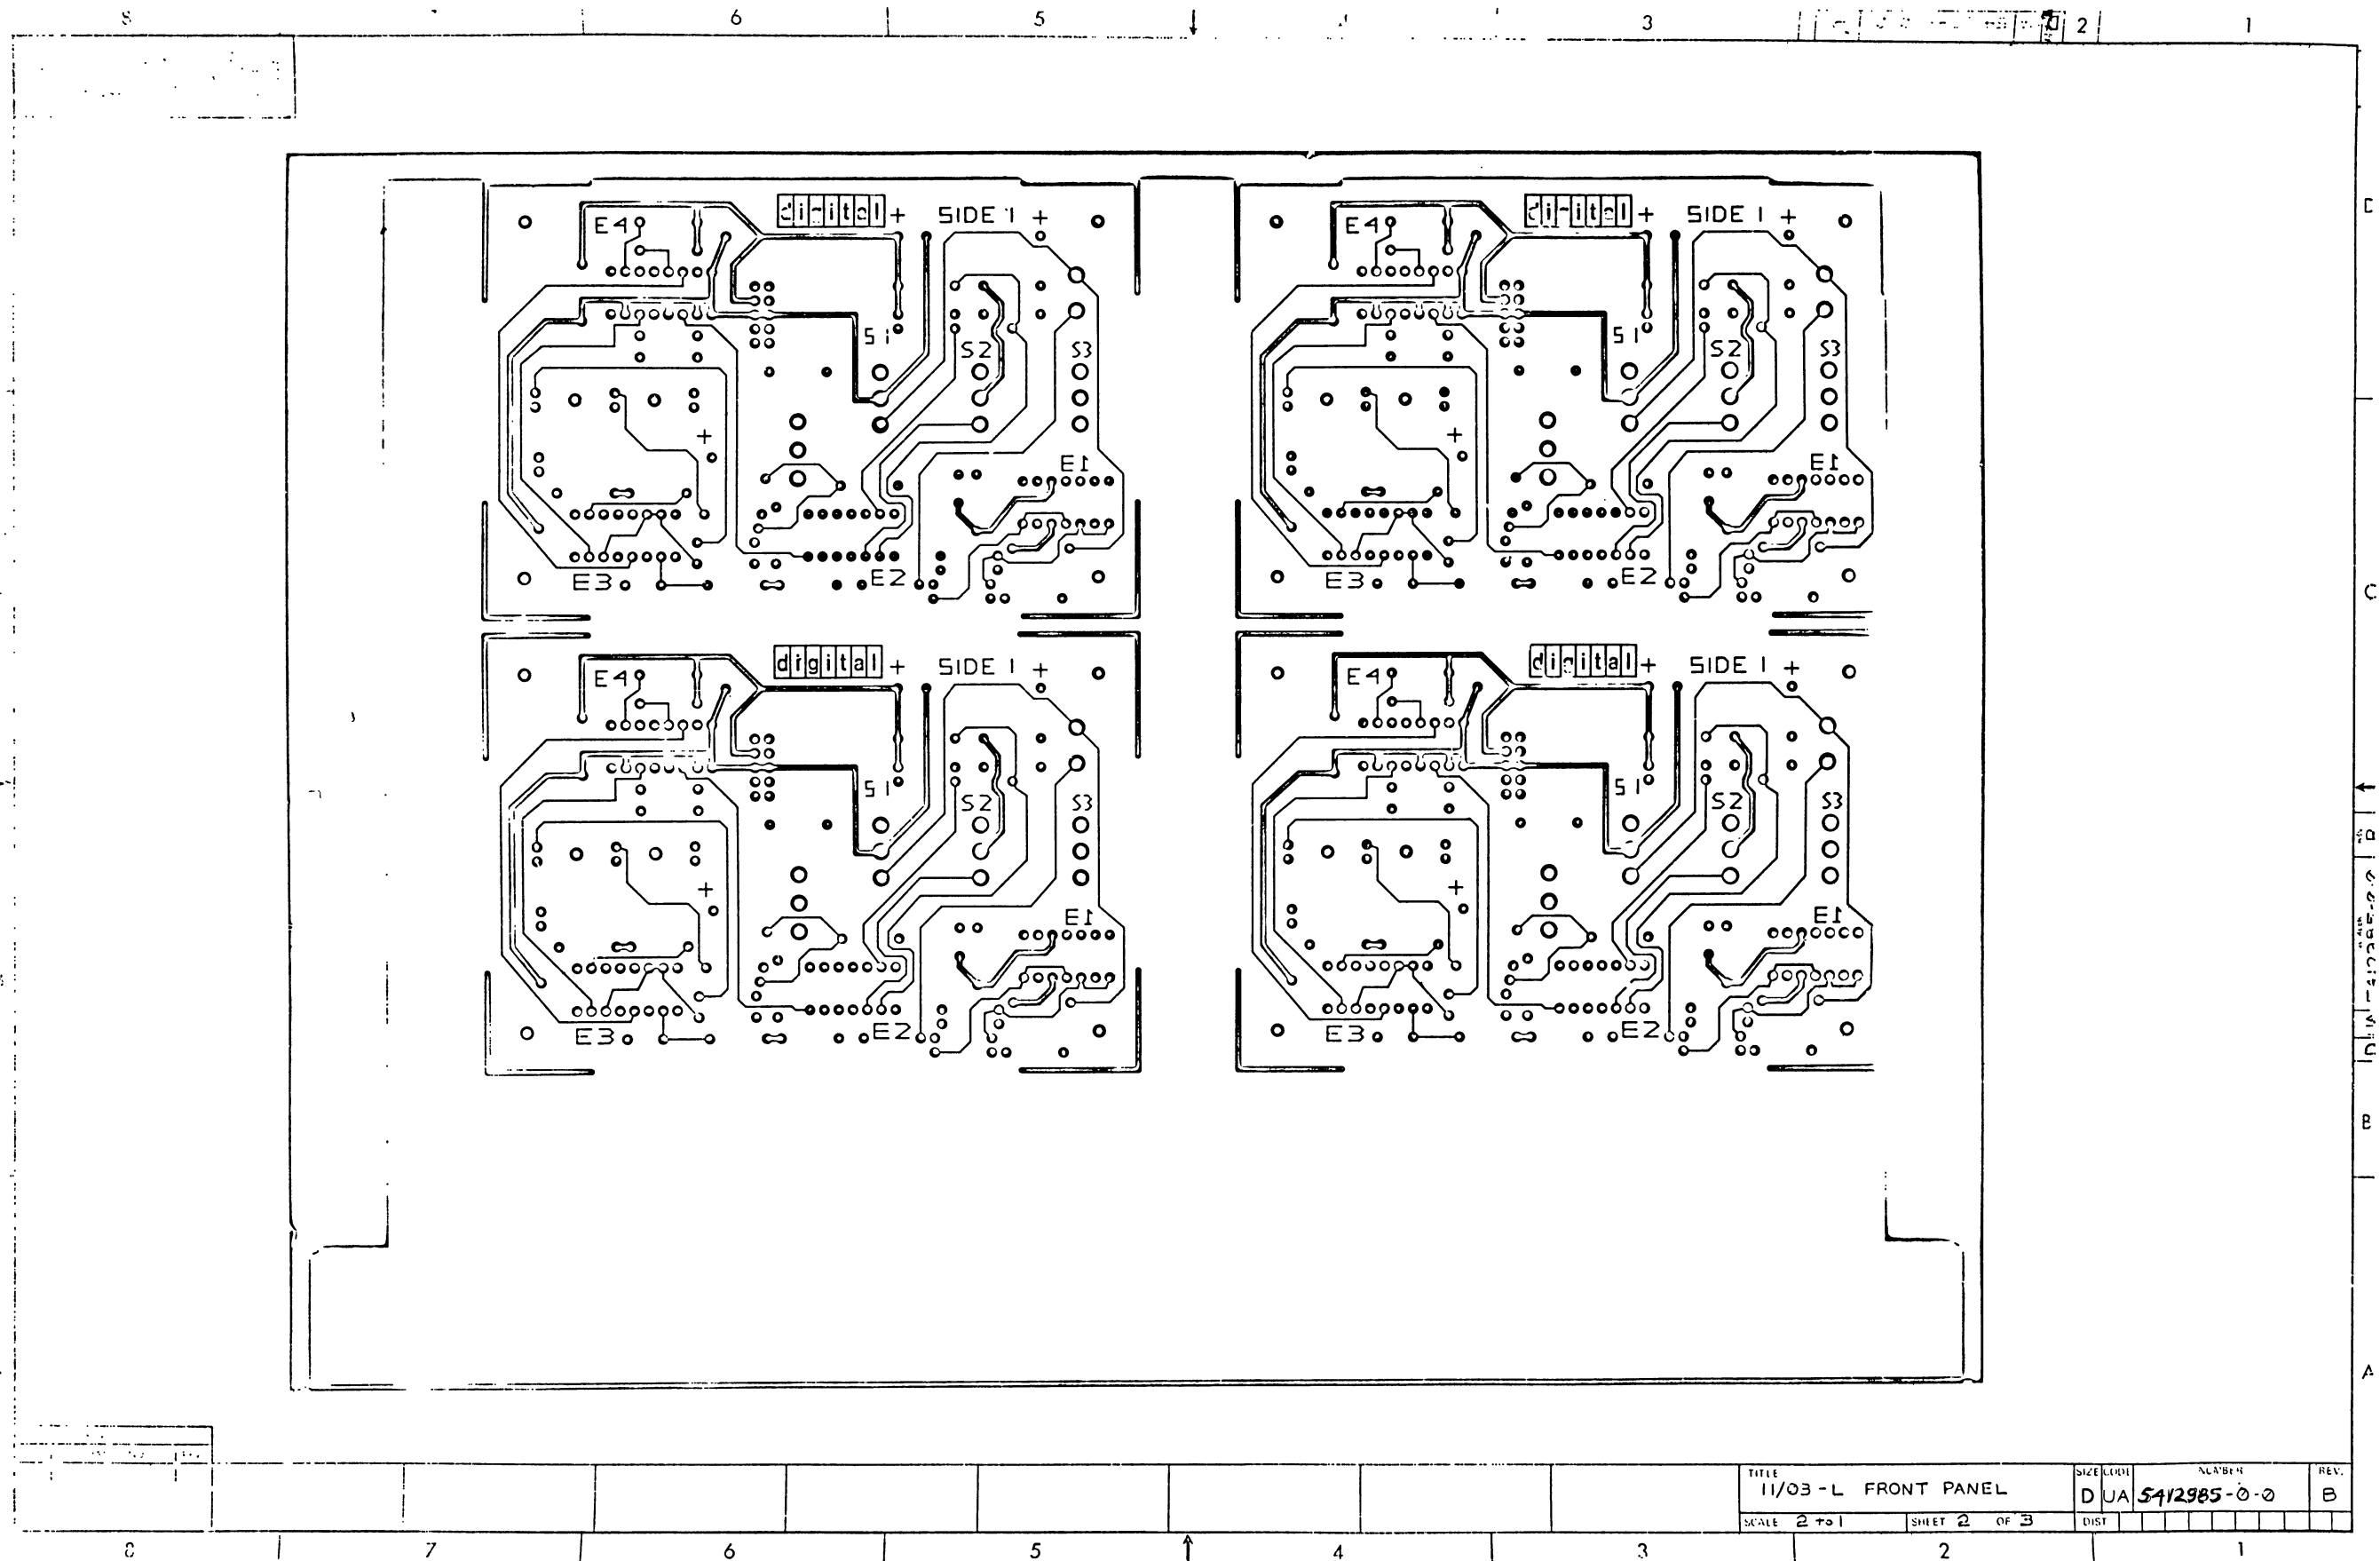 6 5 3 2 1
digital + SIDE 1 +
E4
S1 S2 S3
+
E1
E3 E2
digital + SIDE 1 +
E4
S1 S2 S3
+
E1
E3 E2
C
digital + SIDE 1 +
E4
S1 S2 S3
+
E1
E3 E2
digital + SIDE 1 +
E4
S1 S2 S3
+
E1
E3 E2
B
A
TITLE
11/03-L FRONT PANEL
SIZE CODE NUMBER REV.
D UA 5412985-0-0 B
SCALE 2 to 1 SHEET 2 OF 3 DIST
7 6 5 4 3 2 1